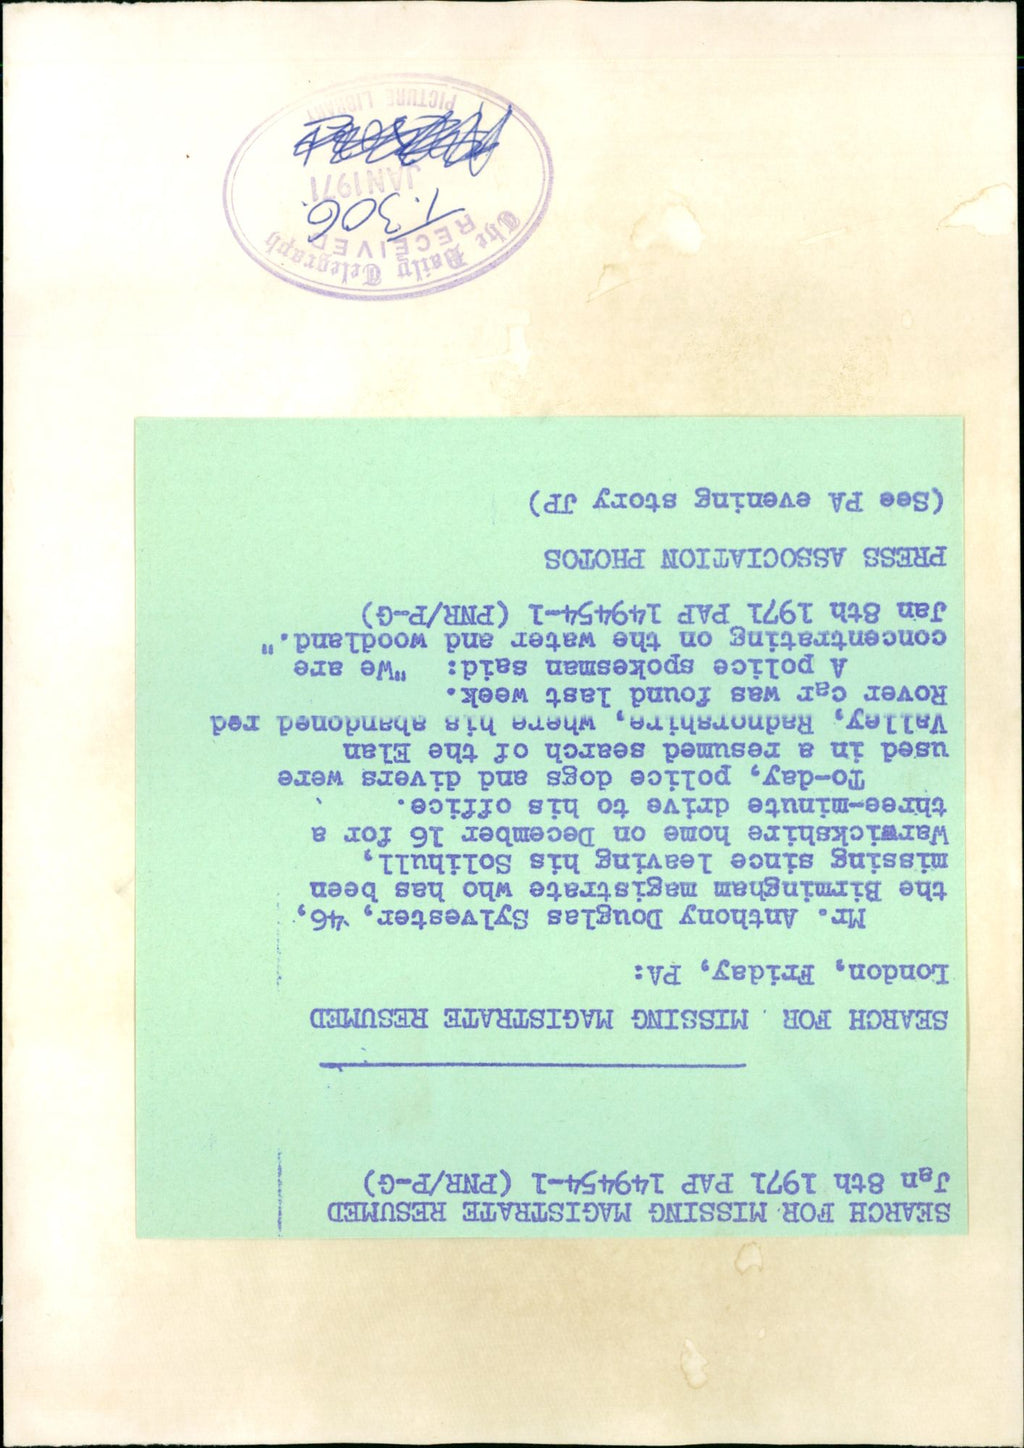 SEARCH FOR MISSING MAGISTRATE RESUMED
Jan 8th 1971 PAP 149454-1 (PNR/P-G)
SEARCH FOR MISSING MAGISTRATE RESUMED
London, Friday, PA:
Mr. Anthony Douglas Sylvester, 46,
the Birmingham magistrate who has been
missing since leaving his Solihull,
Warwickshire home on December 16 for a
three-minute drive to his office.
To-day, police dogs and divers were
used in a resumed search of the Elan
Valley, Radnorshire, where his abandoned red
Rover car was found last week.
A police spokesman said: "We are
concentrating on the water and woodland."
Jan 8th 1971 PAP 149454-1 (PNR/P-G)
PRESS ASSOCIATION PHOTOS
(See PA evening story JP)
The Daily Telegraph
RECEIVED
T.306.
JAN 1971
PICTURE LIBRARY